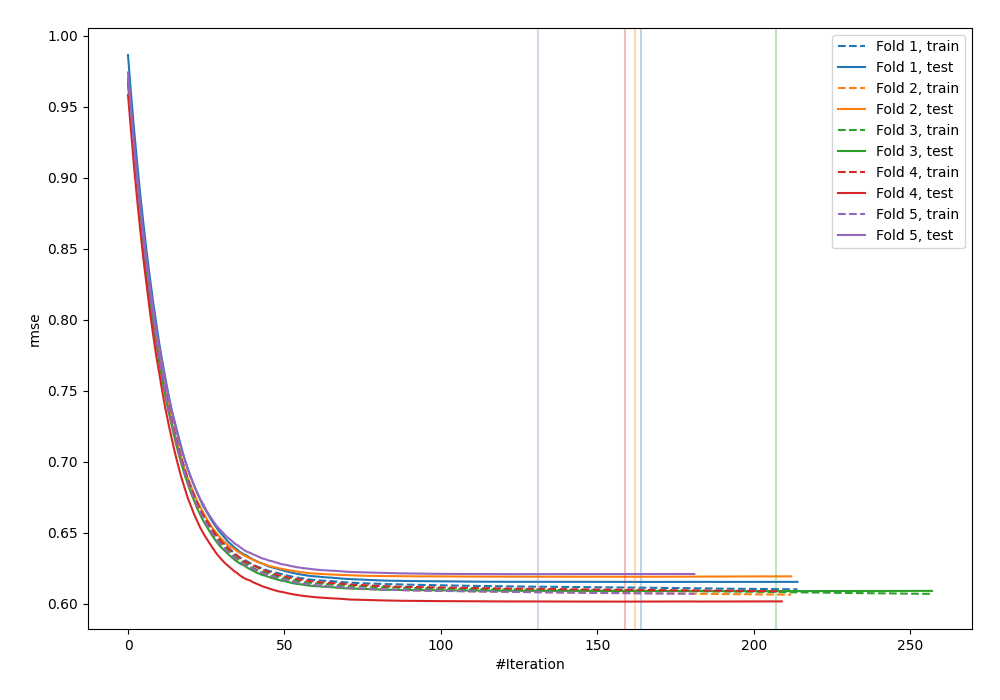 1.00
0.95
0.90
0.85
0.80
0.75
0.70
0.65
0.60
rmse
0
50
100
150
200
250
#Iteration
Fold 1, train
Fold 1, test
Fold 2, train
Fold 2, test
Fold 3, train
Fold 3, test
Fold 4, train
Fold 4, test
Fold 5, train
Fold 5, test